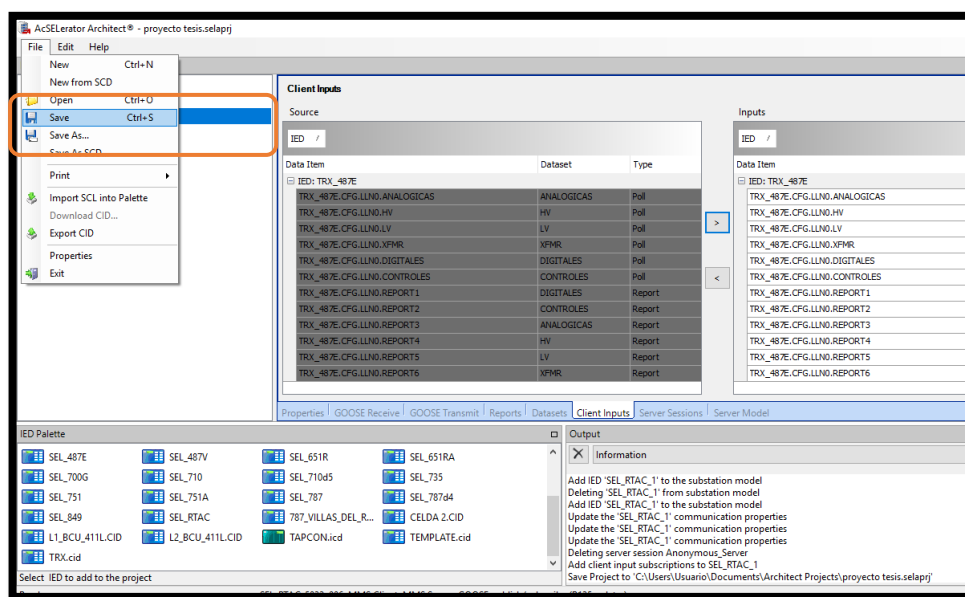 AcSELerator Architect® - proyecto tesis.selaprj
File Edit Help
New Ctrl+N
New from SCD
Open Ctrl+O
Save Ctrl+S
Save As...
Save As SCD
Print
Import SCL into Palette
Download CID...
Export CID
Properties
Exit
Client Inputs
Source
IED /
Data Item Dataset Type
IED: TRX_487E
TRX_487E.CFG.LLN0.ANALOGICAS ANALOGICAS Poll
TRX_487E.CFG.LLN0.HV HV Poll
TRX_487E.CFG.LLN0.LV LV Poll
TRX_487E.CFG.LLN0.XFMR XFMR Poll
TRX_487E.CFG.LLN0.DIGITALES DIGITALES Poll
TRX_487E.CFG.LLN0.CONTROLES CONTROLES Poll
TRX_487E.CFG.LLN0.REPORT1 DIGITALES Report
TRX_487E.CFG.LLN0.REPORT2 CONTROLES Report
TRX_487E.CFG.LLN0.REPORT3 ANALOGICAS Report
TRX_487E.CFG.LLN0.REPORT4 HV Report
TRX_487E.CFG.LLN0.REPORT5 LV Report
TRX_487E.CFG.LLN0.REPORT6 XFMR Report
>
<
Inputs
IED /
Data Item
IED: TRX_487E
TRX_487E.CFG.LLN0.ANALOGICAS
TRX_487E.CFG.LLN0.HV
TRX_487E.CFG.LLN0.LV
TRX_487E.CFG.LLN0.XFMR
TRX_487E.CFG.LLN0.DIGITALES
TRX_487E.CFG.LLN0.CONTROLES
TRX_487E.CFG.LLN0.REPORT1
TRX_487E.CFG.LLN0.REPORT2
TRX_487E.CFG.LLN0.REPORT3
TRX_487E.CFG.LLN0.REPORT4
TRX_487E.CFG.LLN0.REPORT5
TRX_487E.CFG.LLN0.REPORT6
Properties GOOSE Receive GOOSE Transmit Reports Datasets Client Inputs Server Sessions Server Model
IED Palette
SEL_487E SEL_487V SEL_651R SEL_651RA
SEL_700G SEL_710 SEL_710d5 SEL_735
SEL_751 SEL_751A SEL_787 SEL_787d4
SEL_849 SEL_RTAC 787_VILLAS_DEL_R... CELDA 2.CID
L1_BCU_411L.CID L2_BCU_411L.CID TAPCON.icd TEMPLATE.cid
TRX.cid
Select IED to add to the project
Output
Information
Add IED 'SEL_RTAC_1' to the substation model
Deleting 'SEL_RTAC_1' from substation model
Add IED 'SEL_RTAC_1' to the substation model
Update the 'SEL_RTAC_1' communication properties
Update the 'SEL_RTAC_1' communication properties
Update the 'SEL_RTAC_1' communication properties
Deleting server session Anonymous_Server
Add client input subscriptions to SEL_RTAC_1
Save Project to 'C:\Users\Usuario\Documents\Architect Projects\proyecto tesis.selaprj'